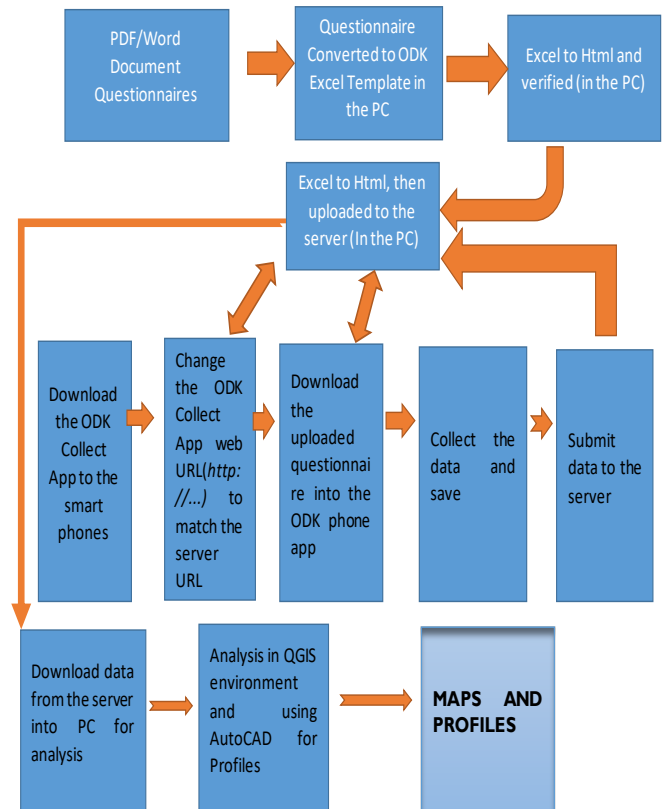 PDF/Word
Document
Questionnaires
Questionnaire
Converted to ODK
Excel Template in
the PC
Excel to Html and
verified (in the PC)
Excel to Html, then
uploaded to the
server (In the PC)
Download
the ODK
Collect
App to the
smart
phones
Change
the ODK
Collect
App web
URL(http:
//...) to
match the
server
URL
Download
the
uploaded
questionnai
re into the
ODK phone
app
Collect the
data and
save
Submit
data to the
server
Download data
from the server
into PC for
analysis
Analysis in QGIS
environment
and using
AutoCAD for
Profiles
MAPS AND
PROFILES